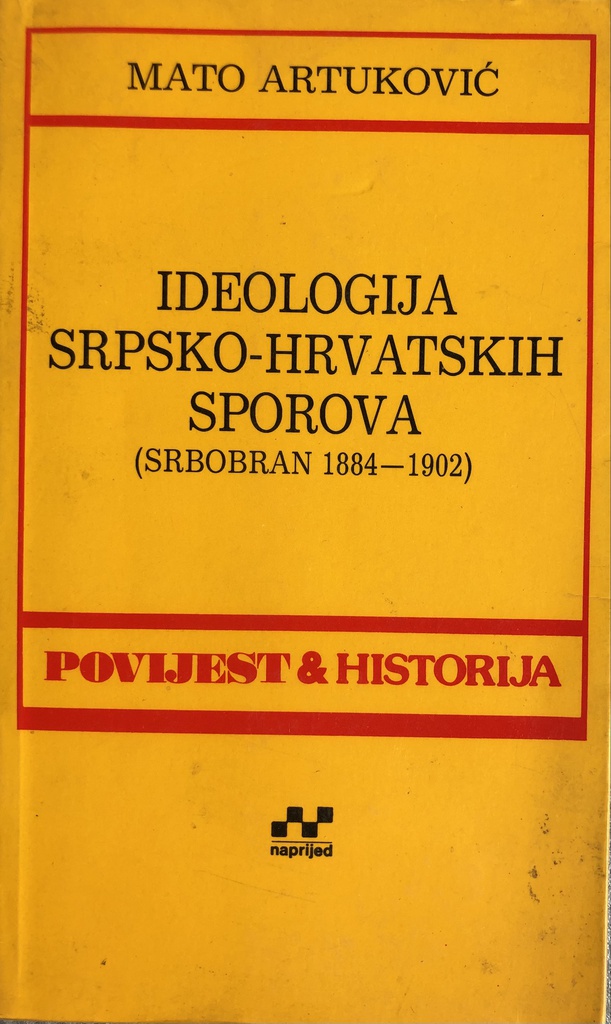 MATO ARTUKOVIĆ
IDEOLOGIJA
SRPSKO-HRVATSKIH
SPOROVA
(SRBOBRAN 1884—1902)
POVIJEST & HISTORIJA
naprijed